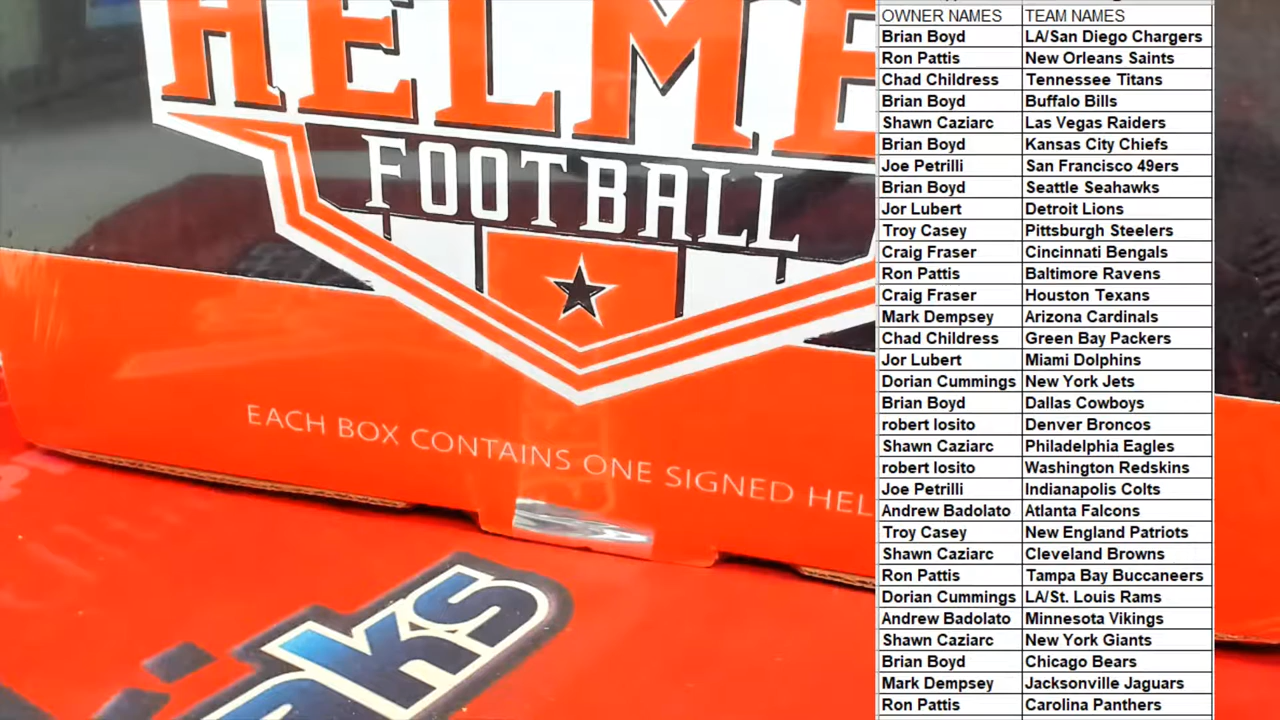 HELME
FOOTBALL
EACH BOX CONTAINS ONE SIGNED HEL
aks
OWNER NAMES TEAM NAMES
Brian Boyd LA/San Diego Chargers
Ron Pattis New Orleans Saints
Chad Childress Tennessee Titans
Brian Boyd Buffalo Bills
Shawn Caziarc Las Vegas Raiders
Brian Boyd Kansas City Chiefs
Joe Petrilli San Francisco 49ers
Brian Boyd Seattle Seahawks
Jor Lubert Detroit Lions
Troy Casey Pittsburgh Steelers
Craig Fraser Cincinnati Bengals
Ron Pattis Baltimore Ravens
Craig Fraser Houston Texans
Mark Dempsey Arizona Cardinals
Chad Childress Green Bay Packers
Jor Lubert Miami Dolphins
Dorian Cummings New York Jets
Brian Boyd Dallas Cowboys
robert losito Denver Broncos
Shawn Caziarc Philadelphia Eagles
robert losito Washington Redskins
Joe Petrilli Indianapolis Colts
Andrew Badolato Atlanta Falcons
Troy Casey New England Patriots
Shawn Caziarc Cleveland Browns
Ron Pattis Tampa Bay Buccaneers
Dorian Cummings LA/St. Louis Rams
Andrew Badolato Minnesota Vikings
Shawn Caziarc New York Giants
Brian Boyd Chicago Bears
Mark Dempsey Jacksonville Jaguars
Ron Pattis Carolina Panthers